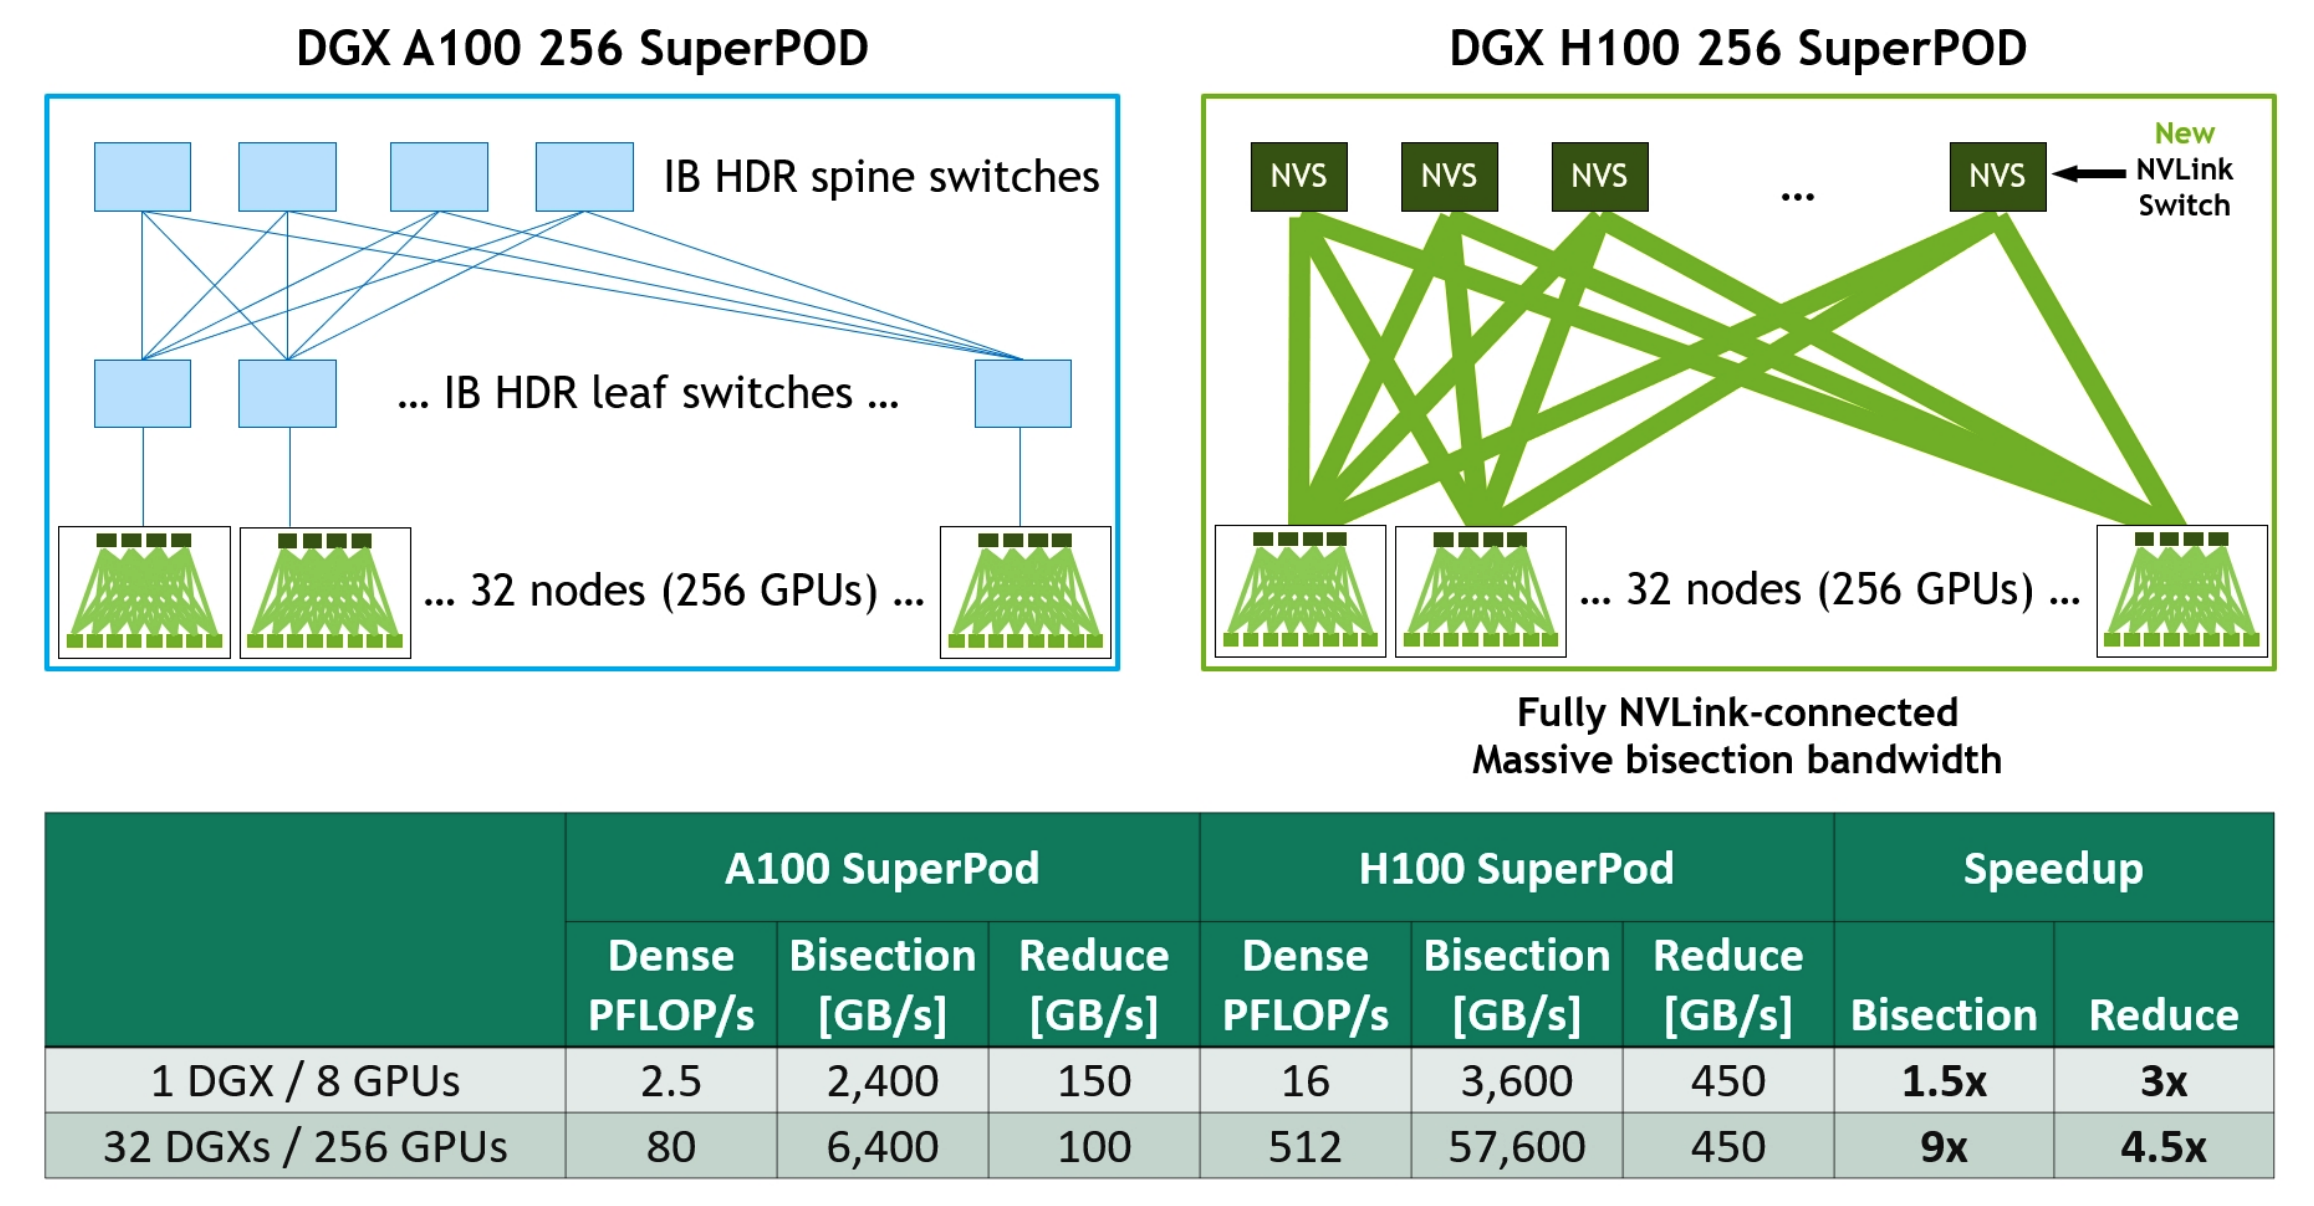 DGX A100 256 SuperPOD
DGX H100 256 SuperPOD
IB HDR spine switches
... IB HDR leaf switches ...
... 32 nodes (256 GPUs) ...
NVS
NVS
NVS
...
NVS
New
NVLink
Switch
... 32 nodes (256 GPUs) ...
Fully NVLink-connected
Massive bisection bandwidth
A100 SuperPod H100 SuperPod Speedup
Dense Bisection Reduce Dense Bisection Reduce
PFLOP/s [GB/s] [GB/s] PFLOP/s [GB/s] [GB/s] Bisection Reduce
1 DGX / 8 GPUs 2.5 2,400 150 16 3,600 450 1.5x 3x
32 DGXs / 256 GPUs 80 6,400 100 512 57,600 450 9x 4.5x